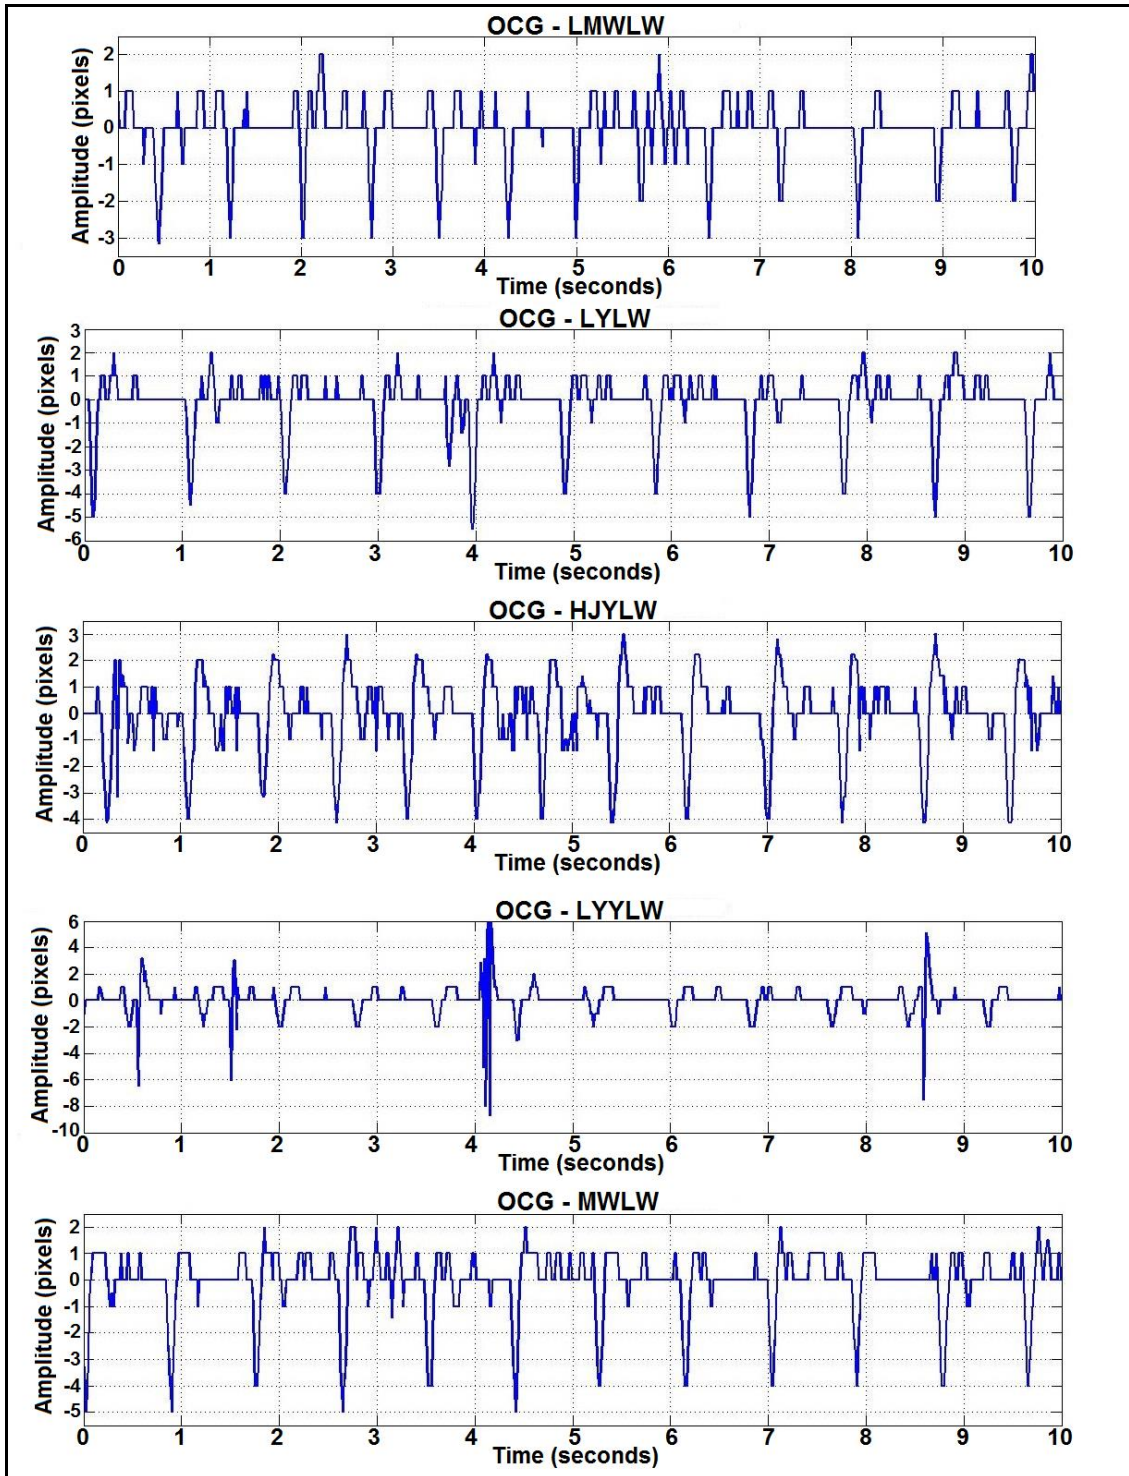 OCG - LMWLW
Amplitude (pixels)
2
1
0
-1
-2
-3
0 1 2 3 4 5 6 7 8 9 10
Time (seconds)
OCG - LYLW
Amplitude (pixels)
3
2
1
0
-1
-2
-3
-4
-5
-6
0 1 2 3 4 5 6 7 8 9 10
Time (seconds)
OCG - HJYLW
Amplitude (pixels)
3
2
1
0
-1
-2
-3
-4
0 1 2 3 4 5 6 7 8 9 10
Time (seconds)
OCG - LYYLW
Amplitude (pixels)
6
4
2
0
-2
-4
-6
-8
-10
0 1 2 3 4 5 6 7 8 9 10
Time (seconds)
OCG - MWLW
Amplitude (pixels)
2
1
0
-1
-2
-3
-4
-5
0 1 2 3 4 5 6 7 8 9 10
Time (seconds)